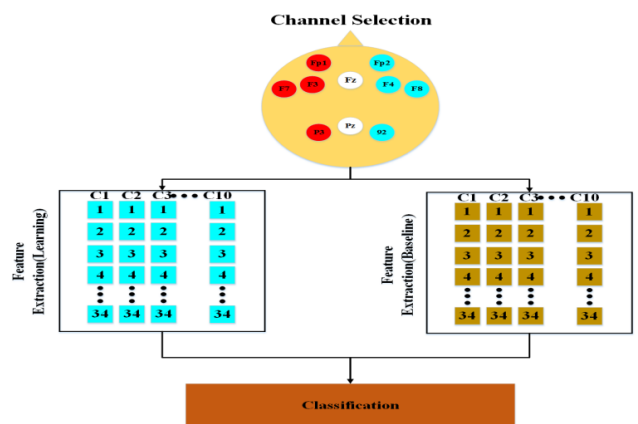 Channel Selection
Fp1 Fp2
F7 F3 Fz F4 F8
P3 Pz 92
Feature
Extraction(Learning)
C1 C2 C3 C10
1 1 1 1
2 2 2 2
3 3 3 3
4 4 4 4
34 34 34 34
Feature
Extraction(Baseline)
C1 C2 C3 C10
1 1 1 1
2 2 2 2
3 3 3 3
4 4 4 4
34 34 34 34
Classification